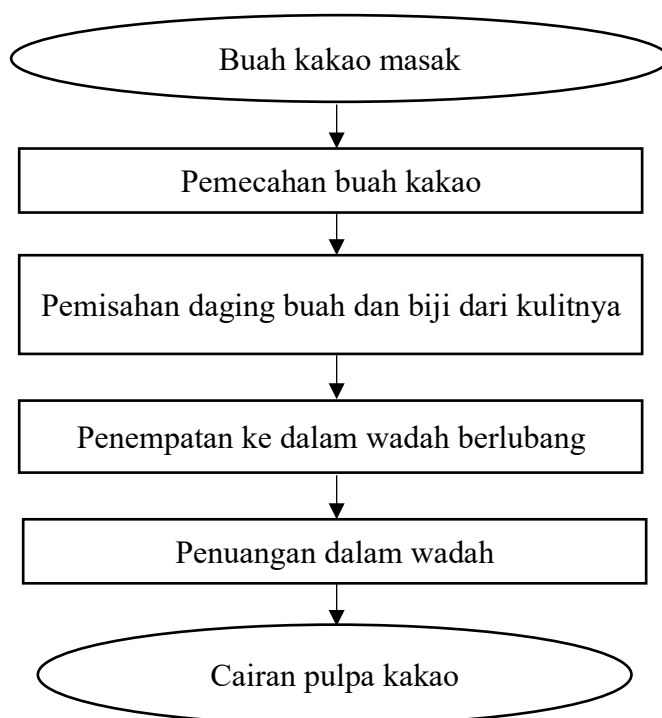 Buah kakao masak
Pemecahan buah kakao
Pemisahan daging buah dan biji dari kulitnya
Penempatan ke dalam wadah berlubang
Penuangan dalam wadah
Cairan pulpa kakao